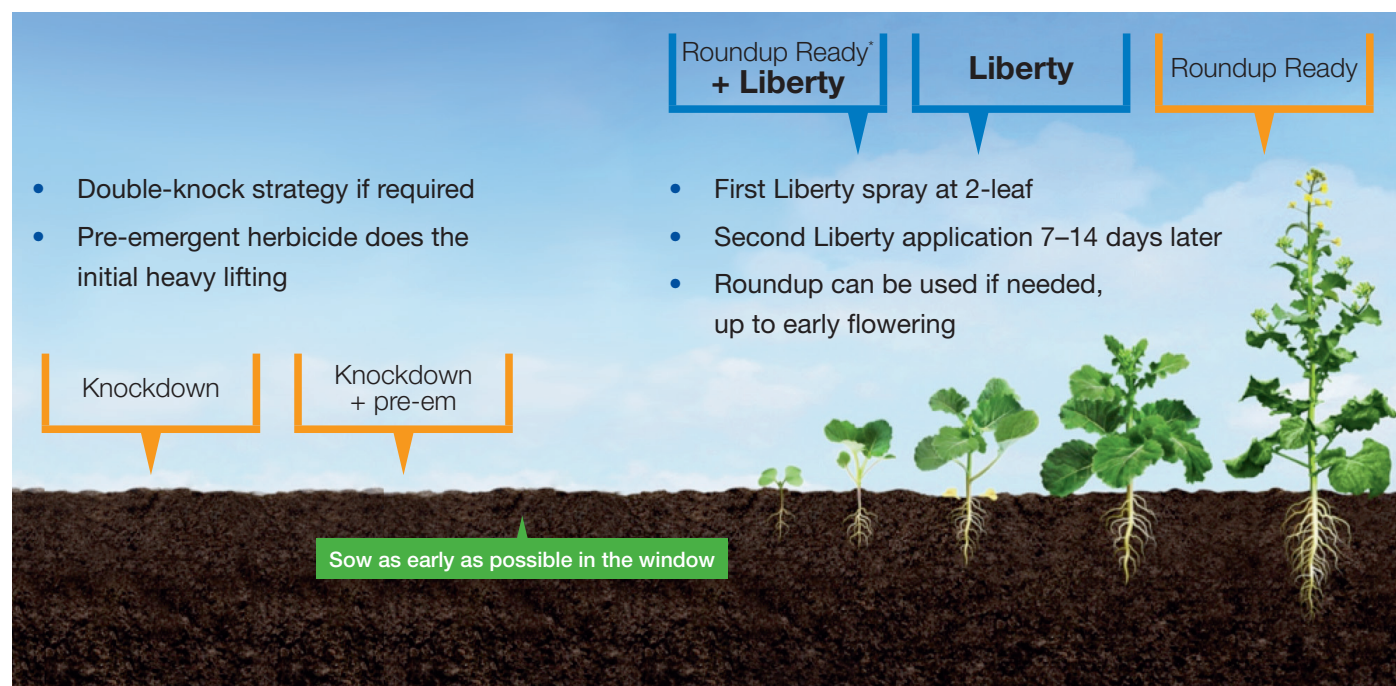 Roundup Ready*
+ Liberty
Liberty
Roundup Ready
• Double-knock strategy if required
• Pre-emergent herbicide does the
initial heavy lifting
• First Liberty spray at 2-leaf
• Second Liberty application 7–14 days later
• Roundup can be used if needed,
up to early flowering
Knockdown
Knockdown
+ pre-em
Sow as early as possible in the window